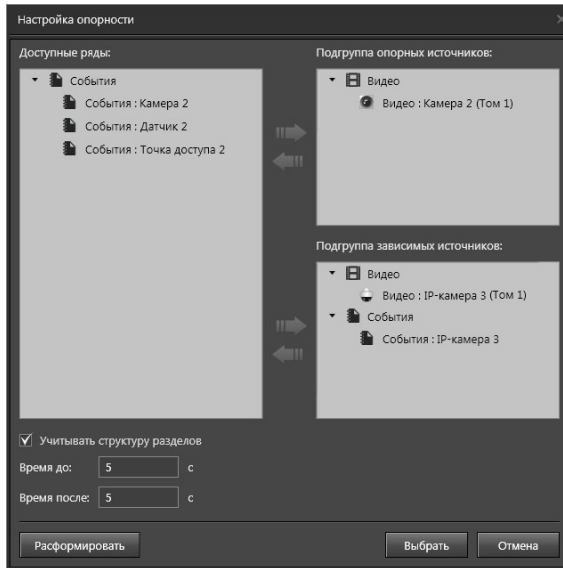 Настройка опорности
Доступные ряды:
События
События : Камера 2
События : Датчик 2
События : Точка доступа 2
Подгруппа опорных источников:
Видео
Видео : Камера 2 (Том 1)
Подгруппа зависимых источников:
Видео
Видео : IP-камера 3 (Том 1)
События
События : IP-камера 3
Учитывать структуру разделов
Время до: 5 с
Время после: 5 с
Расформировать
Выбрать
Отмена